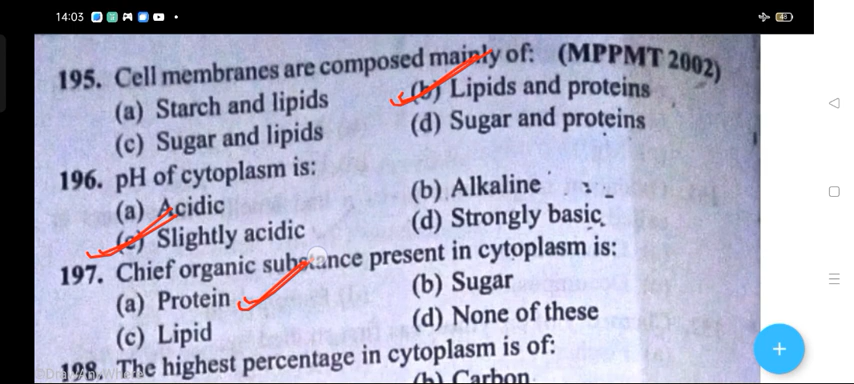 14:03
48
195. Cell membranes are composed mainly of: (MPPMT 2002)
(a) Starch and lipids (b) Lipids and proteins
(c) Sugar and lipids (d) Sugar and proteins
196. pH of cytoplasm is:
(a) Acidic (b) Alkaline
(c) Slightly acidic (d) Strongly basic
197. Chief organic substance present in cytoplasm is:
(a) Protein (b) Sugar
(c) Lipid (d) None of these
198. The highest percentage in cytoplasm is of:
(b) Carbon